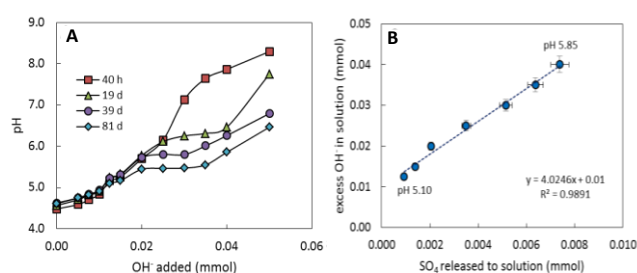 A
9.0
8.0
7.0
6.0
5.0
4.0
pH
40 h
19 d
39 d
81 d
0.00
0.02
0.04
0.06
OH⁻ added (mmol)
B
0.05
0.04
0.03
0.02
0.01
0.00
excess OH⁻ in solution (mmol)
pH 5.85
pH 5.10
y = 4.0246x + 0.01
R² = 0.9891
0.000
0.002
0.004
0.006
0.008
0.010
SO₄ released to solution (mmol)